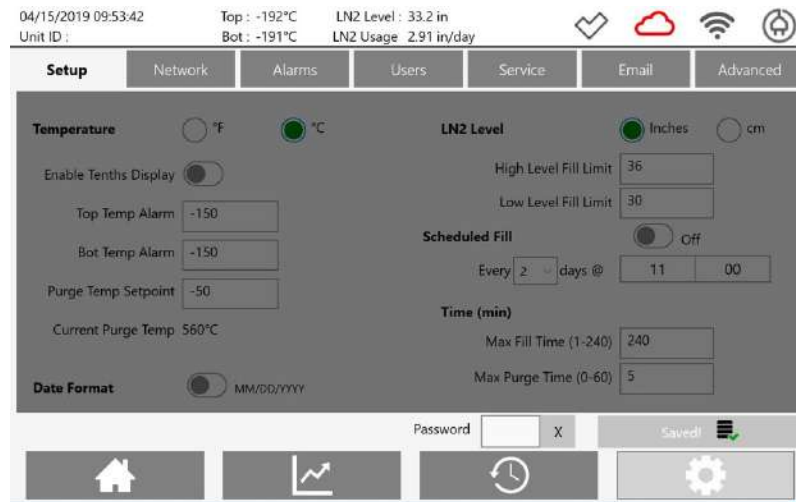 04/15/2019 09:53:42 Top : -192°C LN2 Level : 33.2 in
Unit ID : Bot : -191°C LN2 Usage 2.91 in/day
Setup Network Alarms Users Service Email Advanced
Temperature °F °C LN2 Level Inches cm
Enable Tenths Display High Level Fill Limit 36
Top Temp Alarm -150 Low Level Fill Limit 30
Bot Temp Alarm -150 Scheduled Fill Off
Every 2 days @ 11 00
Purge Temp Setpoint -50
Current Purge Temp 560°C Time (min)
Max Fill Time (1-240) 240
Date Format MM/DD/YYYY Max Purge Time (0-60) 5
Password X Saved!